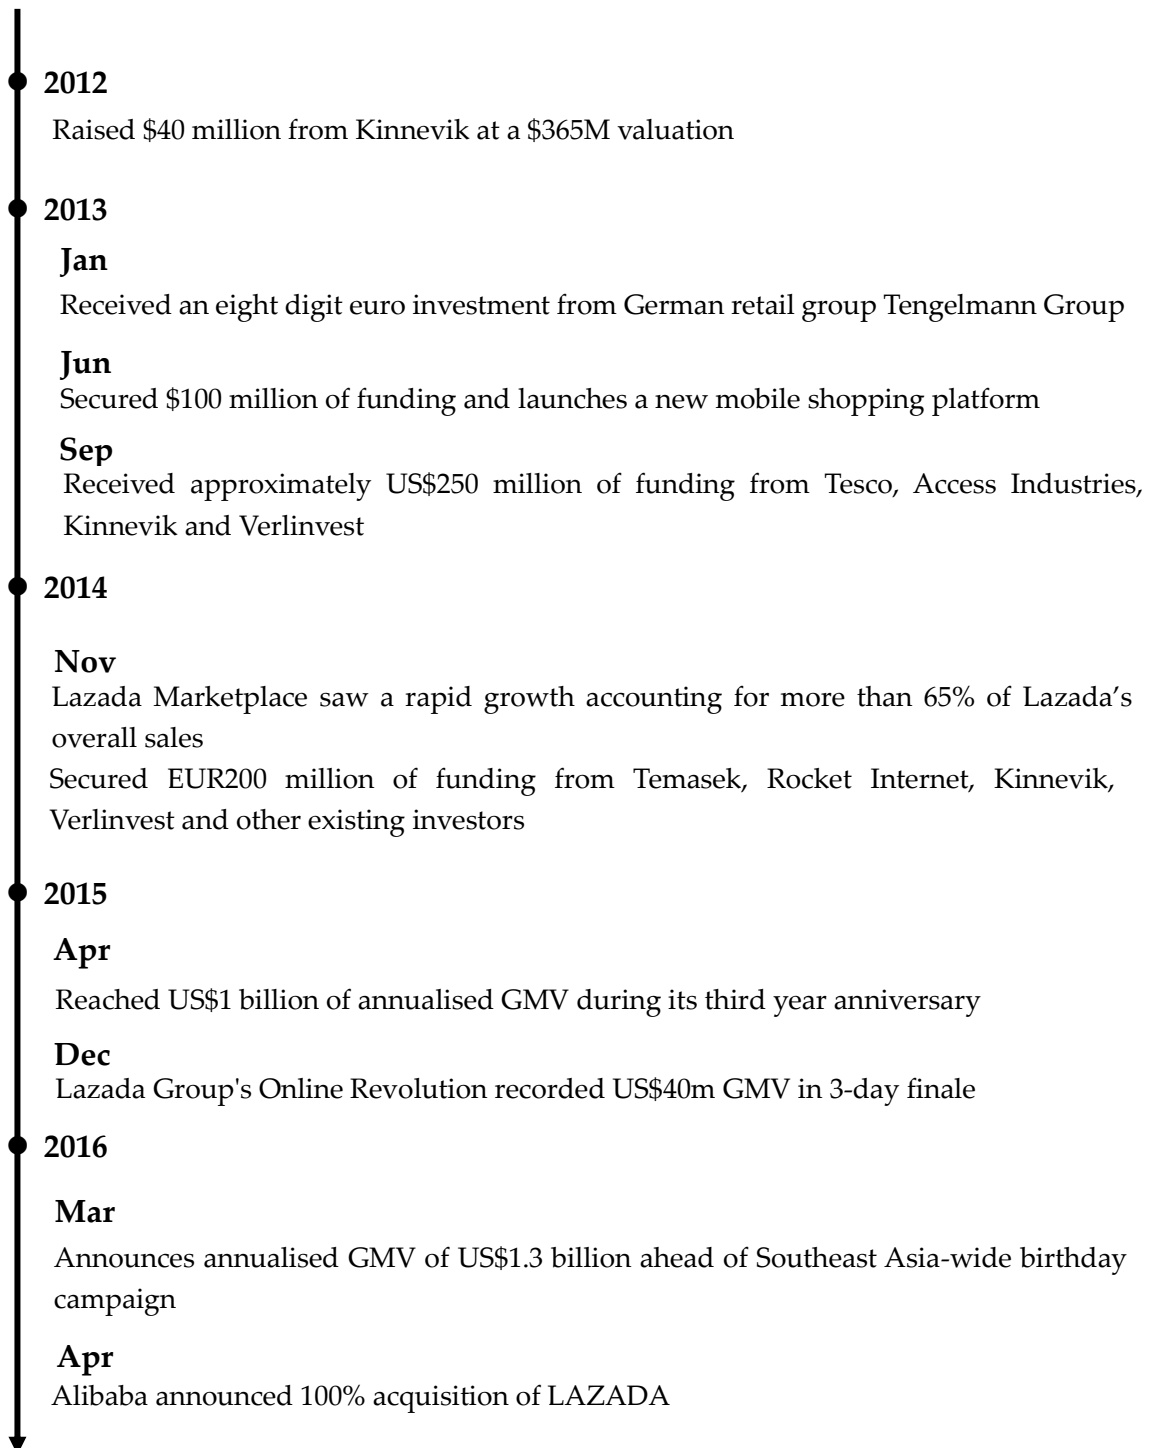 2012
Raised $40 million from Kinnevik at a $365M valuation
2013
Jan
Received an eight digit euro investment from German retail group Tengelmann Group
Jun
Secured $100 million of funding and launches a new mobile shopping platform
Sep
Received approximately US$250 million of funding from Tesco, Access Industries,
Kinnevik and Verlinvest
2014
Nov
Lazada Marketplace saw a rapid growth accounting for more than 65% of Lazada’s
overall sales
Secured EUR200 million of funding from Temasek, Rocket Internet, Kinnevik,
Verlinvest and other existing investors
2015
Apr
Reached US$1 billion of annualised GMV during its third year anniversary
Dec
Lazada Group's Online Revolution recorded US$40m GMV in 3-day finale
2016
Mar
Announces annualised GMV of US$1.3 billion ahead of Southeast Asia-wide birthday
campaign
Apr
Alibaba announced 100% acquisition of LAZADA